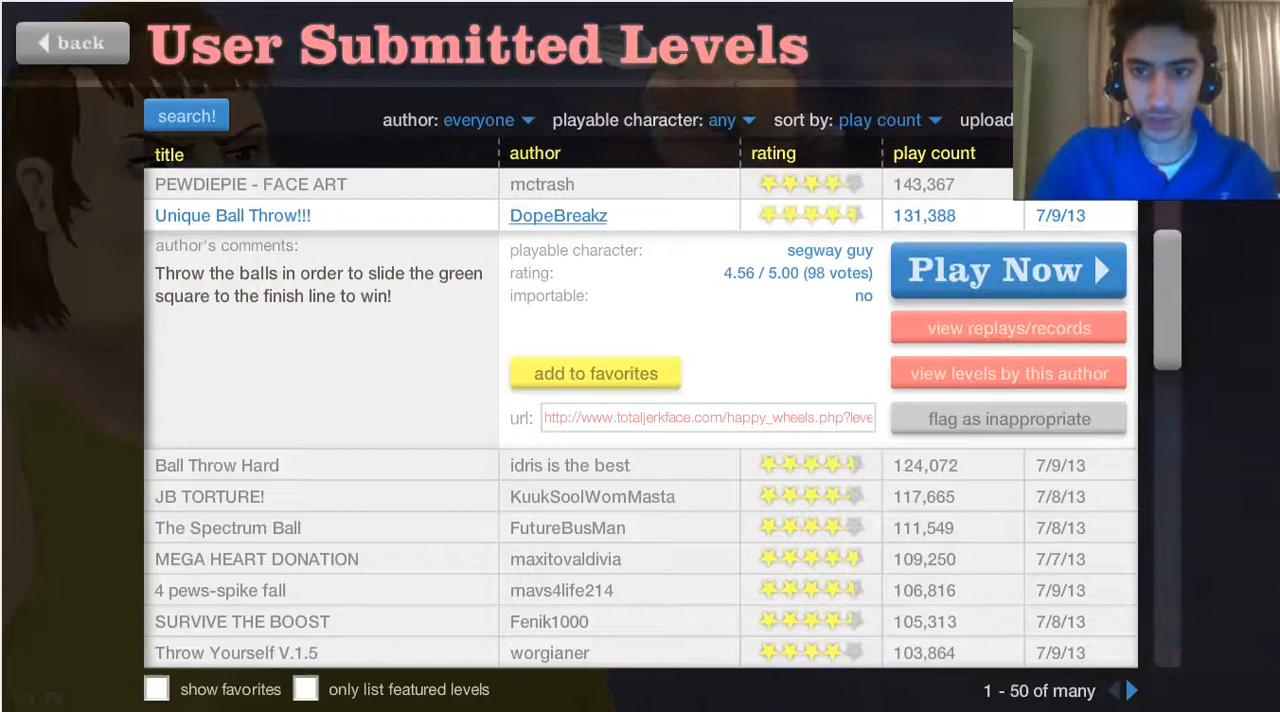 back
User Submitted Levels
search!
author: everyone playable character: any sort by: play count upload
title author rating play count
PEWDIEPIE - FACE ART mctrash 143,367
Unique Ball Throw!!! DopeBreakz 131,388 7/9/13
author's comments:
Throw the balls in order to slide the green
square to the finish line to win!
playable character: segway guy
rating: 4.56 / 5.00 (98 votes)
importable: no
add to favorites
url: http://www.totaljerkface.com/happy_wheels.php?leve
Play Now
view replays/records
view levels by this author
flag as inappropriate
Ball Throw Hard idris is the best 124,072 7/9/13
JB TORTURE! KuukSoolWomMasta 117,665 7/8/13
The Spectrum Ball FutureBusMan 111,549 7/8/13
MEGA HEART DONATION maxitovaldivia 109,250 7/7/13
4 pews-spike fall mavs4life214 106,816 7/9/13
SURVIVE THE BOOST Fenik1000 105,313 7/8/13
Throw Yourself V.1.5 worgianer 103,864 7/9/13
show favorites only list featured levels 1 - 50 of many